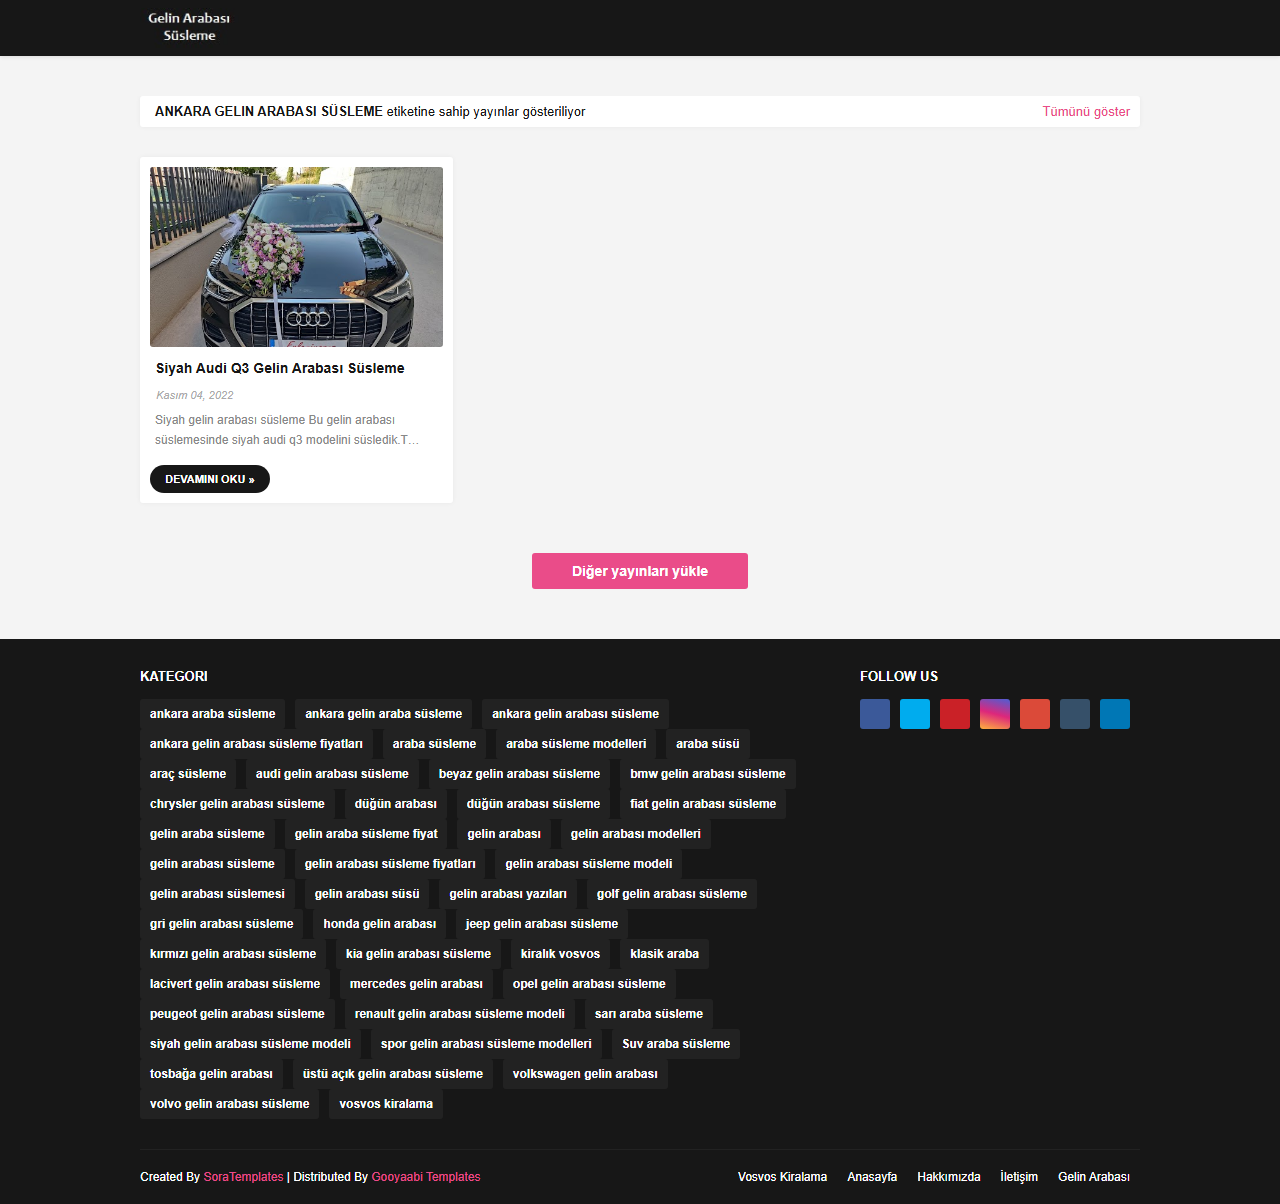 Gelin Arabası
Süsleme
ANKARA GELIN ARABASI SÜSLEME etiketine sahip yayınlar gösteriliyor
Tümünü göster
Siyah Audi Q3 Gelin Arabası Süsleme
Kasım 04, 2022
Siyah gelin arabası süsleme Bu gelin arabası
süslemesinde siyah audi q3 modelini süsledik.T…
DEVAMINI OKU »
Diğer yayınları yükle
KATEGORI
ankara araba süsleme ankara gelin araba süsleme ankara gelin arabası süsleme
ankara gelin arabası süsleme fiyatları araba süsleme araba süsleme modelleri araba süsü
araç süsleme audi gelin arabası süsleme beyaz gelin arabası süsleme bmw gelin arabası süsleme
chrysler gelin arabası süsleme düğün arabası düğün arabası süsleme fiat gelin arabası süsleme
gelin araba süsleme gelin araba süsleme fiyat gelin arabası gelin arabası modelleri
gelin arabası süsleme gelin arabası süsleme fiyatları gelin arabası süsleme modeli
gelin arabası süslemesi gelin arabası süsü gelin arabası yazıları golf gelin arabası süsleme
gri gelin arabası süsleme honda gelin arabası jeep gelin arabası süsleme
kırmızı gelin arabası süsleme kia gelin arabası süsleme kiralık vosvos klasik araba
lacivert gelin arabası süsleme mercedes gelin arabası opel gelin arabası süsleme
peugeot gelin arabası süsleme renault gelin arabası süsleme modeli sarı araba süsleme
siyah gelin arabası süsleme modeli spor gelin arabası süsleme modelleri Suv araba süsleme
tosbağa gelin arabası üstü açık gelin arabası süsleme volkswagen gelin arabası
volvo gelin arabası süsleme vosvos kiralama
FOLLOW US
Created By SoraTemplates | Distributed By Gooyaabi Templates
Vosvos Kiralama Anasayfa Hakkımızda İletişim Gelin Arabası